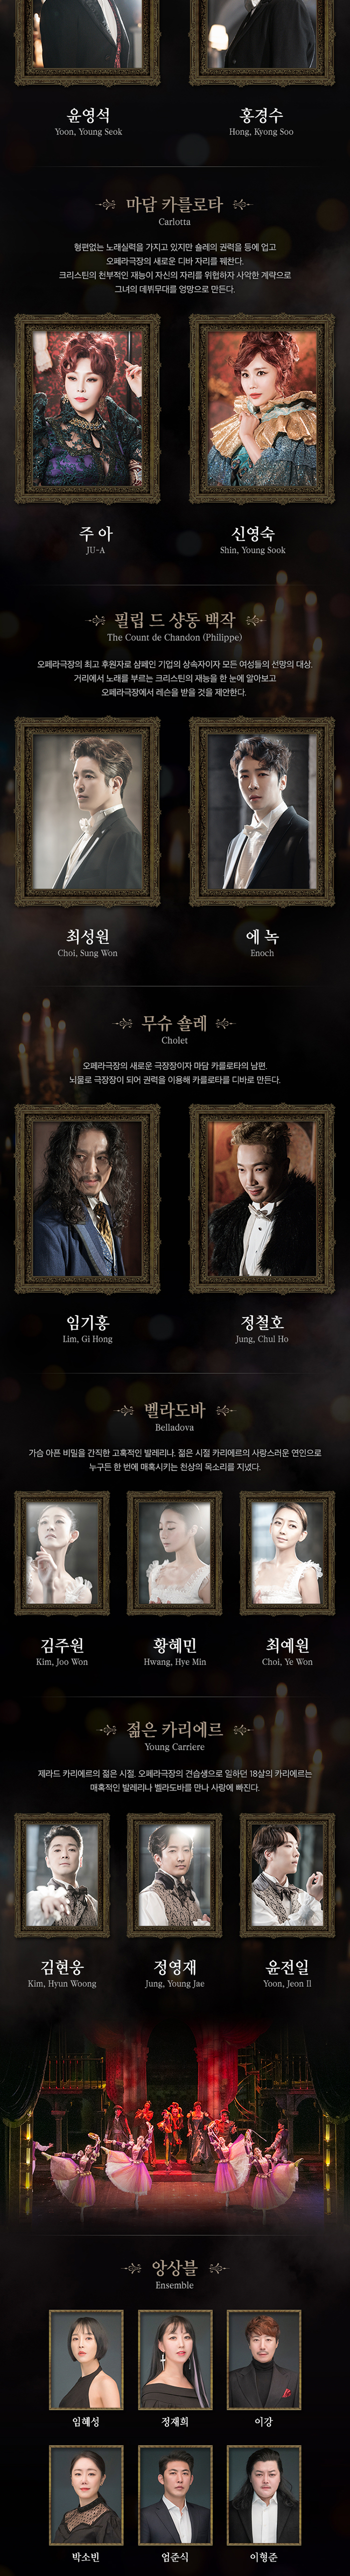 윤영석
홍경수
Yoon, Young Seok
Hong, Kyong Soo
마담 카를로타
Carlotta
형편없는 노래실력을 가지고 있지만 숄레의 권력을 등에 업고
오페라극장의 새로운 디바 자리를 꿰찬다.
크리스틴의 천부적인 재능이 자신의 자리를 위협하자 사악한 계략으로
그녀의 데뷔무대를 엉망으로 만든다.
주 아
신영숙
JU-A
Shin, Young Sook
필립 드 샹동 백작
The Count de Chandon (Philippe)
오페라극장의 최고 후원자로 샴페인 기업의 상속자이자 모든 여성들의 선망의 대상.
거리에서 노래를 부르는 크리스틴의 재능을 한 눈에 알아보고
오페라극장에서 레슨을 받을 것을 제안한다.
최성원
에 녹
Choi, Sung Won
Enoch
무슈 숄레
Cholet
오페라극장의 새로운 극장장이자 마담 카를로타의 남편.
뇌물로 극장장이 되어 권력을 이용해 카를로타를 디바로 만든다.
임기홍
정철호
Lim, Gi Hong
Jung, Chul Ho
벨라도바
Belladova
가슴 아픈 비밀을 간직한 고혹적인 발레리나. 젊은 시절 카리에르의 사랑스러운 연인으로
누구든 한 번에 매혹시키는 천상의 목소리를 지녔다.
김주원
황혜민
최예원
Kim, Joo Won
Hwang, Hye Min
Choi, Ye Won
젊은 카리에르
Young Carriere
제라드 카리에르의 젊은 시절. 오페라극장의 견습생으로 일하던 18살의 카리에르는
매혹적인 발레리나 벨라도바를 만나 사랑에 빠진다.
김현웅
정영재
윤전일
Kim, Hyun Woong
Jung, Young Jae
Yoon, Jeon Il
앙상블
Ensemble
임혜성
정재희
이강
박소빈
엄준식
이형준